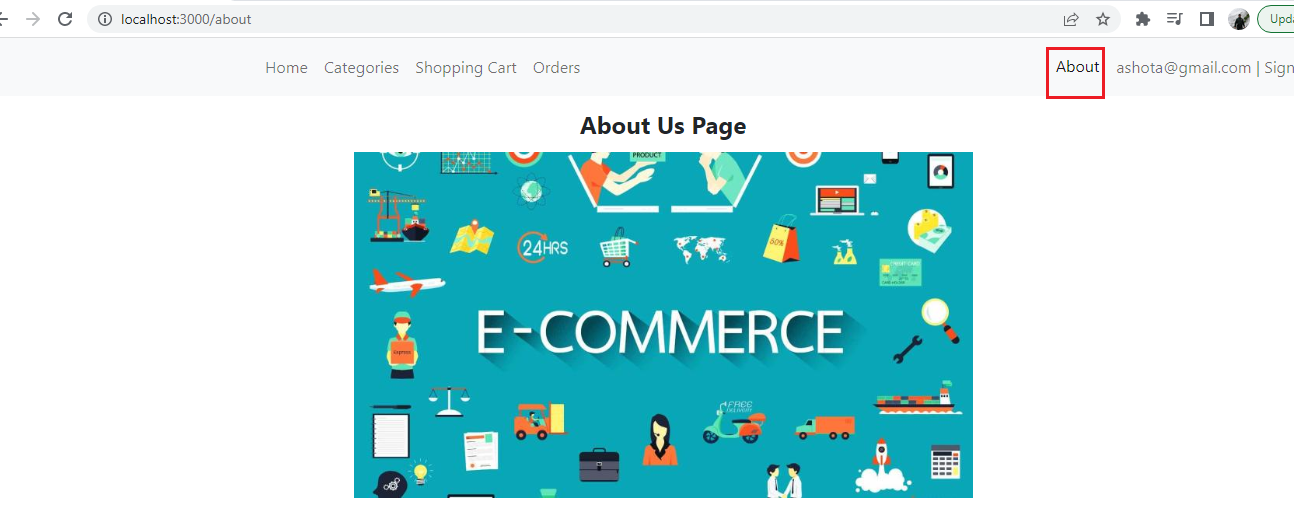 localhost:3000/about
Upda
Home Categories Shopping Cart Orders About ashota@gmail.com | Sign
About Us Page
PRODUCT
24HRS
50%
E-COMMERCE
Express
FREE
DELIVERY